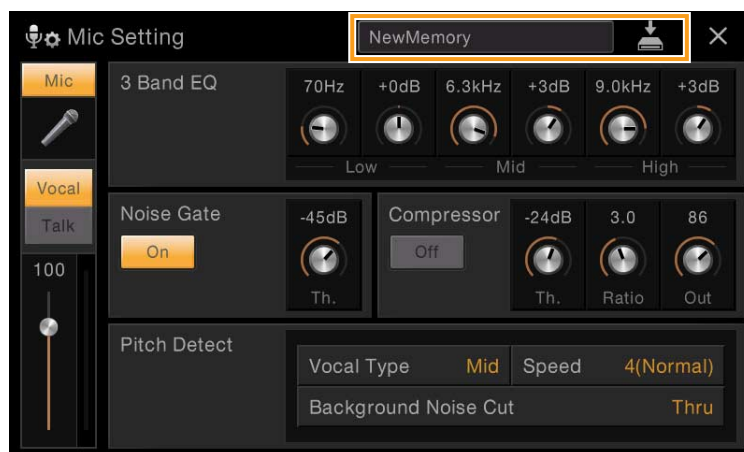 Mic Setting
NewMemory
Mic
3 Band EQ
70Hz +0dB 6.3kHz +3dB 9.0kHz +3dB
Low Mid High
Vocal
Talk
100
Noise Gate
On
-45dB
Th.
Compressor
Off
-24dB 3.0 86
Th. Ratio Out
Pitch Detect
Vocal Type Mid Speed 4(Normal)
Background Noise Cut Thru